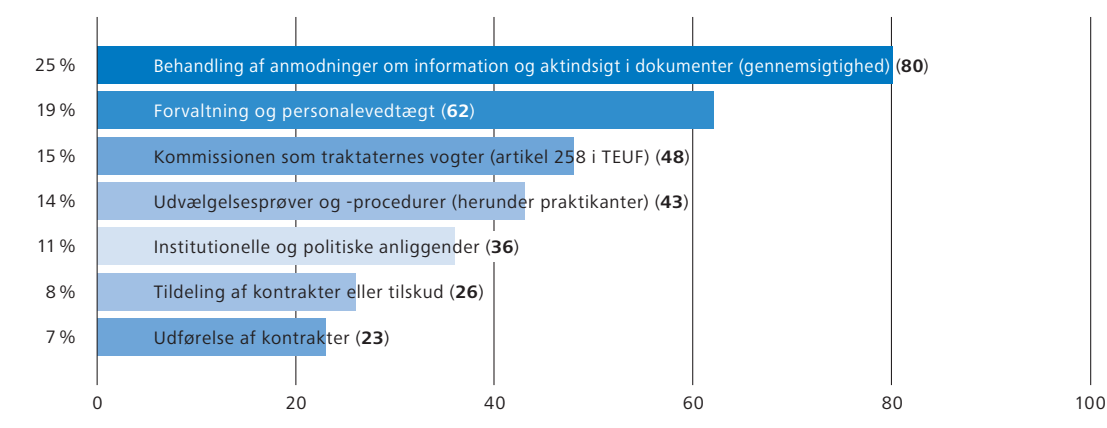 25 % Behandling af anmodninger om information og aktindsigt i dokumenter (gennemsigtighed) (80)
19 % Forvaltning og personalevedtægt (62)
15 % Kommissionen som traktaternes vogter (artikel 258 i TEUF) (48)
14 % Udvælgelsesprøver og -procedurer (herunder praktikanter) (43)
11 % Institutionelle og politiske anliggender (36)
8 % Tildeling af kontrakter eller tilskud (26)
7 % Udførelse af kontrakter (23)
0 20 40 60 80 100